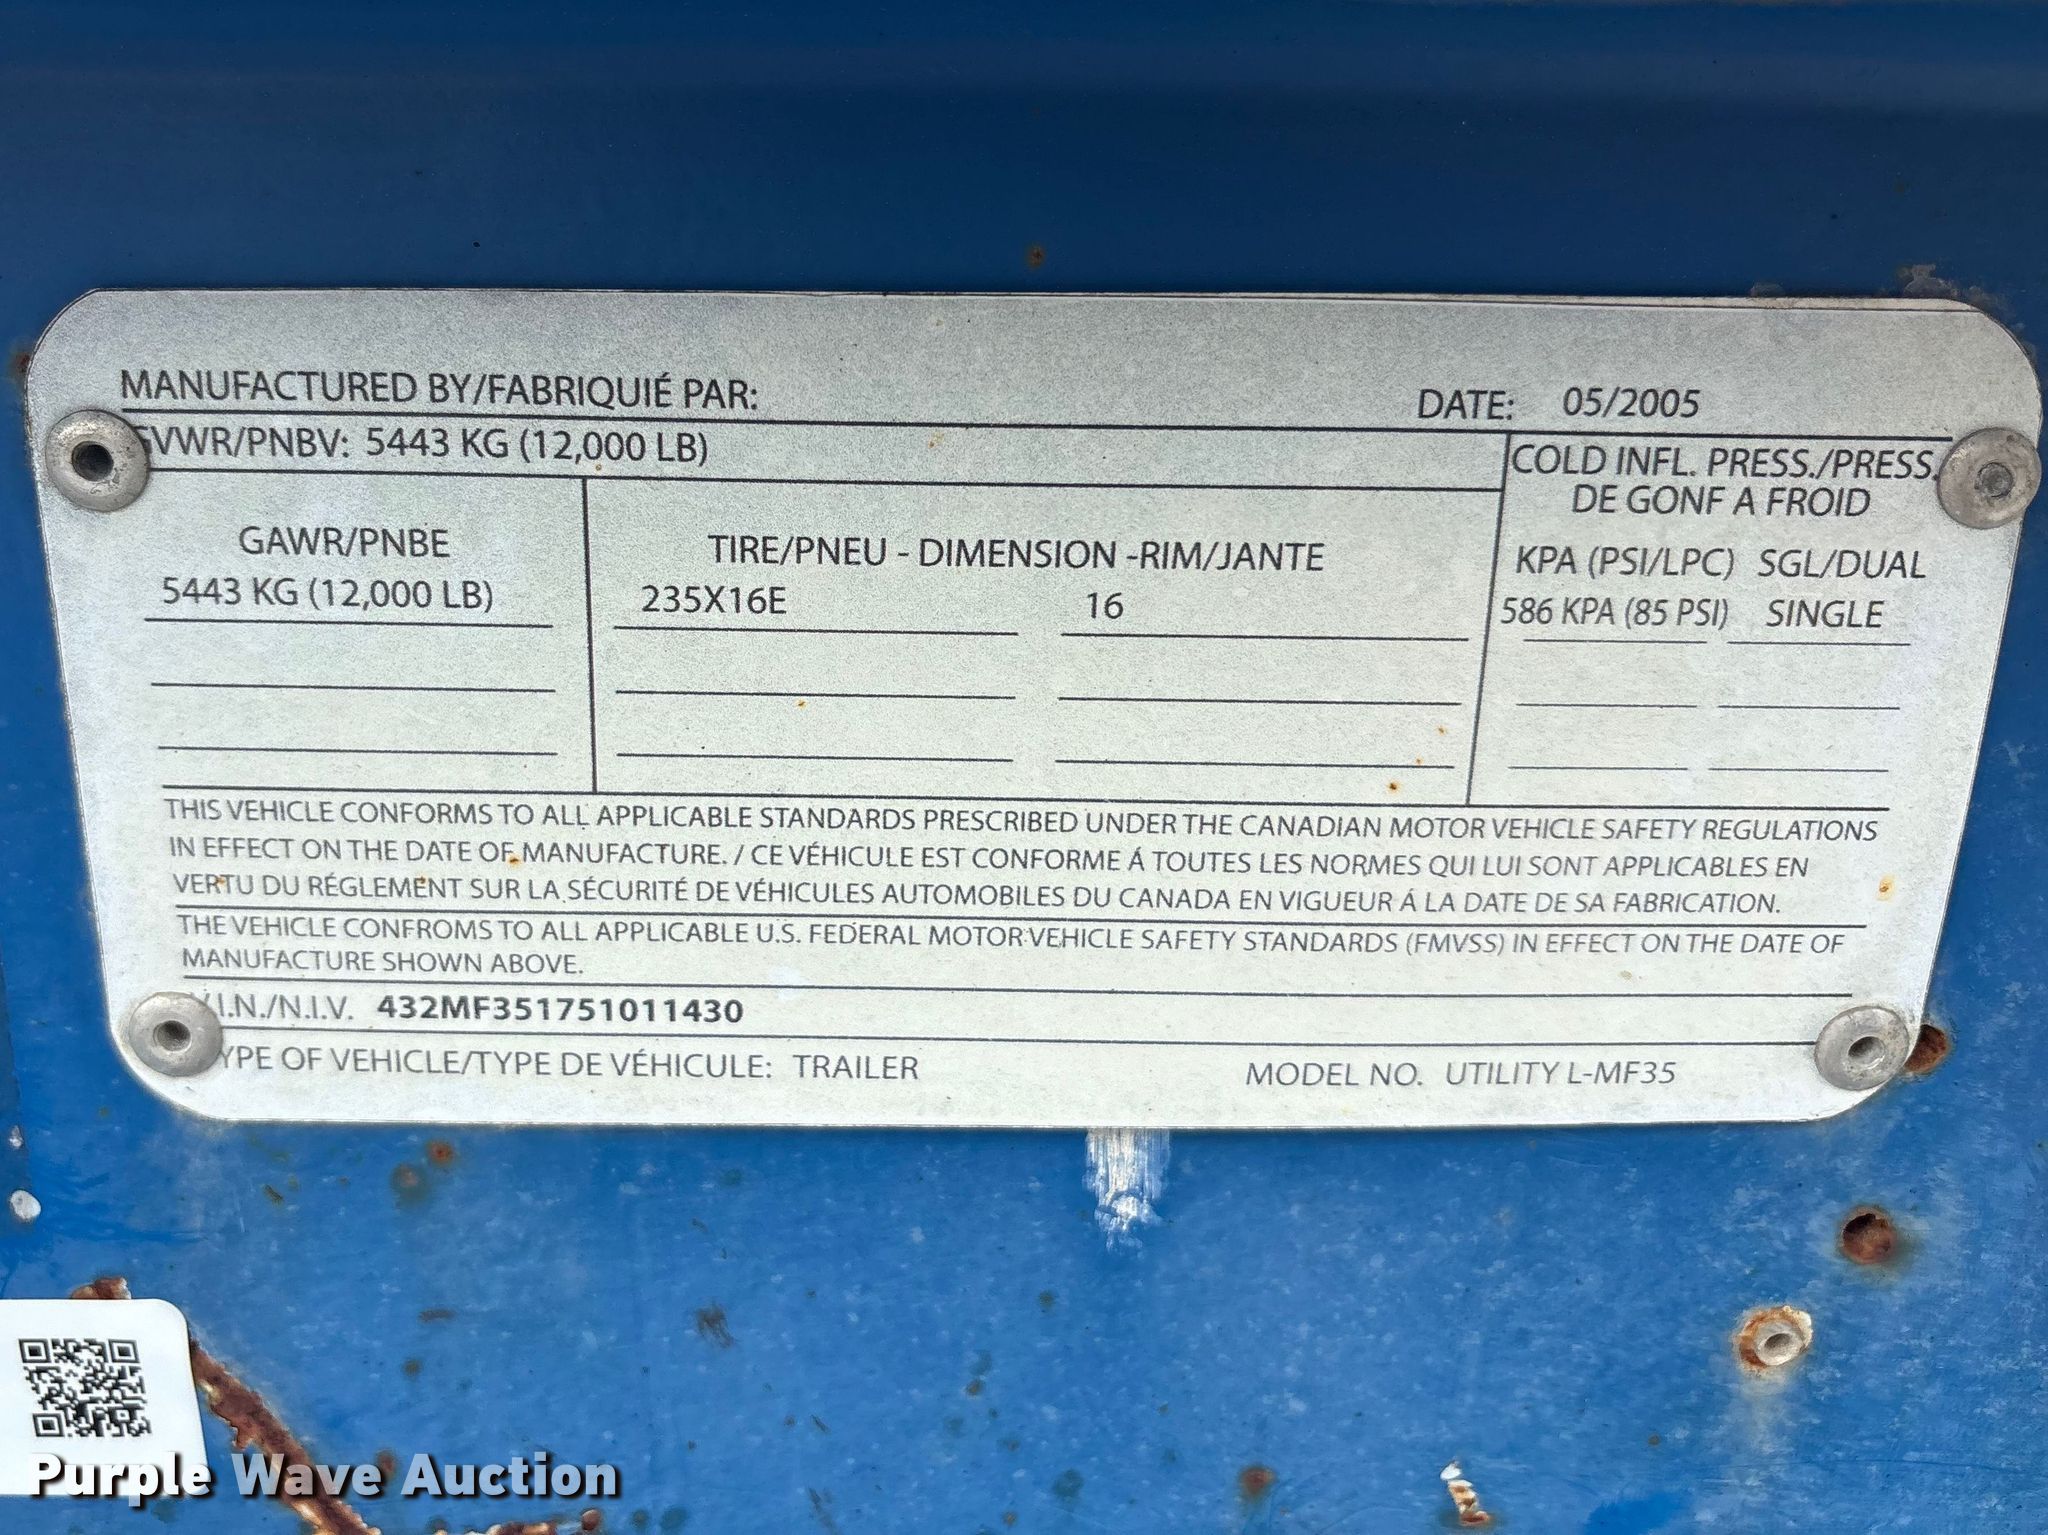 MANUFACTURED BY/FABRIQUIÉ PAR: DATE: 05/2005
GVWR/PNBV: 5443 KG (12,000 LB)
COLD INFL. PRESS./PRESS.
DE GONF A FROID
GAWR/PNBE TIRE/PNEU - DIMENSION -RIM/JANTE KPA (PSI/LPC) SGL/DUAL
5443 KG (12,000 LB) 235X16E 16 586 KPA (85 PSI) SINGLE
THIS VEHICLE CONFORMS TO ALL APPLICABLE STANDARDS PRESCRIBED UNDER THE CANADIAN MOTOR VEHICLE SAFETY REGULATIONS
IN EFFECT ON THE DATE OF MANUFACTURE. / CE VÉHICULE EST CONFORME Á TOUTES LES NORMES QUI LUI SONT APPLICABLES EN
VERTU DU RÉGLEMENT SUR LA SÉCURITÉ DE VÉHICULES AUTOMOBILES DU CANADA EN VIGUEUR Á LA DATE DE SA FABRICATION.
THE VEHICLE CONFROMS TO ALL APPLICABLE U.S. FEDERAL MOTOR VEHICLE SAFETY STANDARDS (FMVSS) IN EFFECT ON THE DATE OF
MANUFACTURE SHOWN ABOVE.
V.I.N./N.I.V. 432MF351751011430
TYPE OF VEHICLE/TYPE DE VÉHICULE: TRAILER MODEL NO. UTILITY L-MF35
Purple Wave Auction